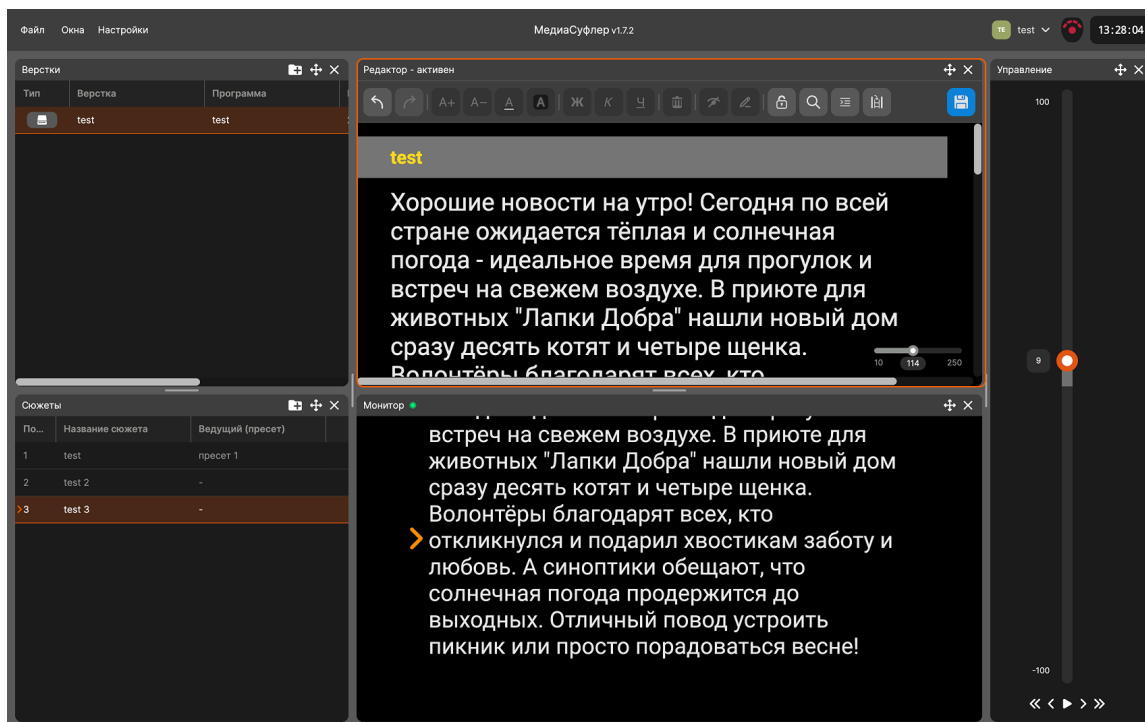 Файл Окна Настройки
МедиаСуфлер v1.7.2
TE test
13:28:04
Верстки
Тип Верстка Программа
test test
Редактор - активен
A+ A− A A Ж К Ч
test
Хорошие новости на утро! Сегодня по всей
стране ожидается тёплая и солнечная
погода - идеальное время для прогулок и
встреч на свежем воздухе. В приюте для
животных "Лапки Добра" нашли новый дом
сразу десять котят и четыре щенка.
Волонтёры благодарят всех, кто
10 114 250
Сюжеты
По... Название сюжета Ведущий (пресет)
1 test пресет 1
2 test 2 -
3 test 3 -
Монитор
встреч на свежем воздухе. В приюте для
животных "Лапки Добра" нашли новый дом
сразу десять котят и четыре щенка.
Волонтёры благодарят всех, кто
откликнулся и подарил хвостикам заботу и
любовь. А синоптики обещают, что
солнечная погода продержится до
выходных. Отличный повод устроить
пикник или просто порадоваться весне!
Управление
100
9
-100